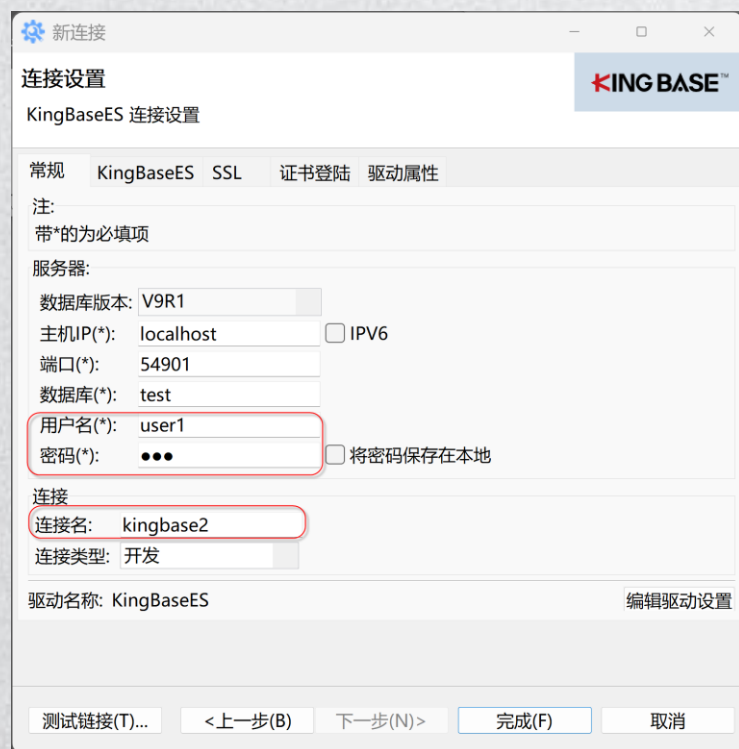 新连接
连接设置
KINGBASE™
KingBaseES 连接设置
常规 KingBaseES SSL 证书登陆 驱动属性
注:
带*的为必填项
服务器:
数据库版本: V9R1
主机IP(*): localhost IPV6
端口(*): 54901
数据库(*): test
用户名(*): user1
密码(*): ●●● 将密码保存在本地
连接
连接名: kingbase2
连接类型: 开发
驱动名称: KingBaseES 编辑驱动设置
测试链接(T)... <上一步(B) 下一步(N)> 完成(F) 取消